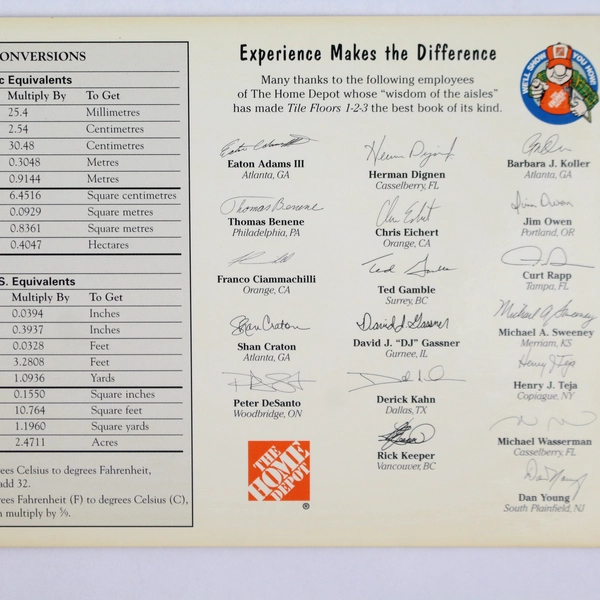 ONVERSIONS
c Equivalents
Multiply By To Get
25.4 Millimetres
2.54 Centimetres
30.48 Centimetres
0.3048 Metres
0.9144 Metres
6.4516 Square centimetres
0.0929 Square metres
0.8361 Square metres
0.4047 Hectares
S. Equivalents
Multiply By To Get
0.0394 Inches
0.3937 Inches
0.0328 Feet
3.2808 Feet
1.0936 Yards
0.1550 Square inches
10.764 Square feet
1.1960 Square yards
2.4711 Acres
ees Celsius to degrees Fahrenheit,
add 32.
ees Fahrenheit (F) to degrees Celsius (C),
n multiply by 5⁄9.
Experience Makes the Difference
Many thanks to the following employees
of The Home Depot whose “wisdom of the aisles”
has made Tile Floors 1-2-3 the best book of its kind.
WE'LL SHOW YOU HOW!
Eaton Adams III
Atlanta, GA
Thomas Benene
Thomas Benene
Philadelphia, PA
Franco Ciammachilli
Orange, CA
Shan Craton
Shan Craton
Atlanta, GA
Peter DeSanto
Woodbridge, ON
THE
HOME
DEPOT
®
Herman Dignen
Casselberry, FL
Chris Eichert
Orange, CA
Ted Gamble
Surrey, BC
David J Gassner
David J. “DJ” Gassner
Gurnee, IL
Derick Kahn
Dallas, TX
Rick Keeper
Vancouver, BC
Barbara J. Koller
Atlanta, GA
Jim Owen
Jim Owen
Portland, OR
Curt Rapp
Tampa, FL
Michael A Sweeney
Michael A. Sweeney
Merriam, KS
Henry J Teja
Henry J. Teja
Copiague, NY
Michael Wasserman
Casselberry, FL
Dan Young
Dan Young
South Plainfield, NJ